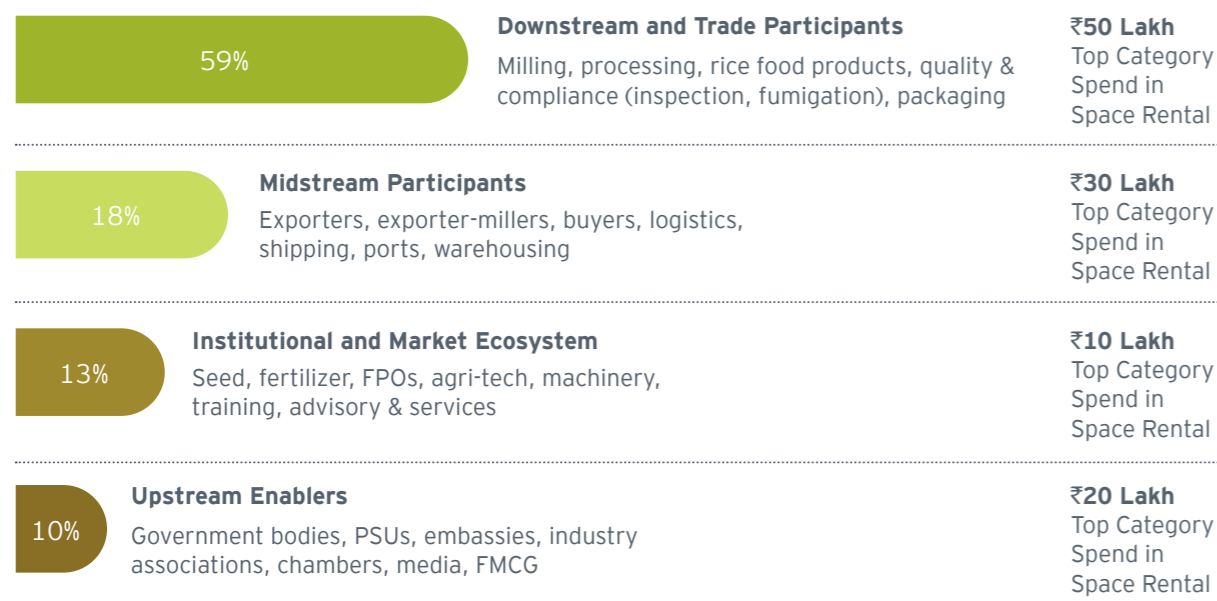 59%
Downstream and Trade Participants
Milling, processing, rice food products, quality &
compliance (inspection, fumigation), packaging
₹50 Lakh
Top Category
Spend in
Space Rental
18%
Midstream Participants
Exporters, exporter-millers, buyers, logistics,
shipping, ports, warehousing
₹30 Lakh
Top Category
Spend in
Space Rental
13%
Institutional and Market Ecosystem
Seed, fertilizer, FPOs, agri-tech, machinery,
training, advisory & services
₹10 Lakh
Top Category
Spend in
Space Rental
10%
Upstream Enablers
Government bodies, PSUs, embassies, industry
associations, chambers, media, FMCG
₹20 Lakh
Top Category
Spend in
Space Rental